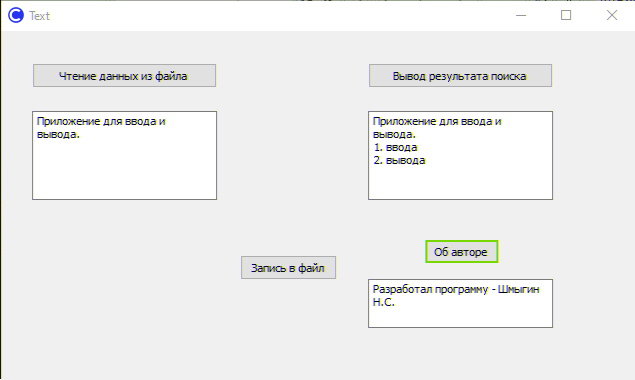 Text
Чтение данных из файла
Вывод результата поиска
Приложение для ввода и
вывода.
Приложение для ввода и
вывода.
1. ввода
2. вывода
Запись в файл
Об авторе
Разработал программу - Шмыгин
Н.С.